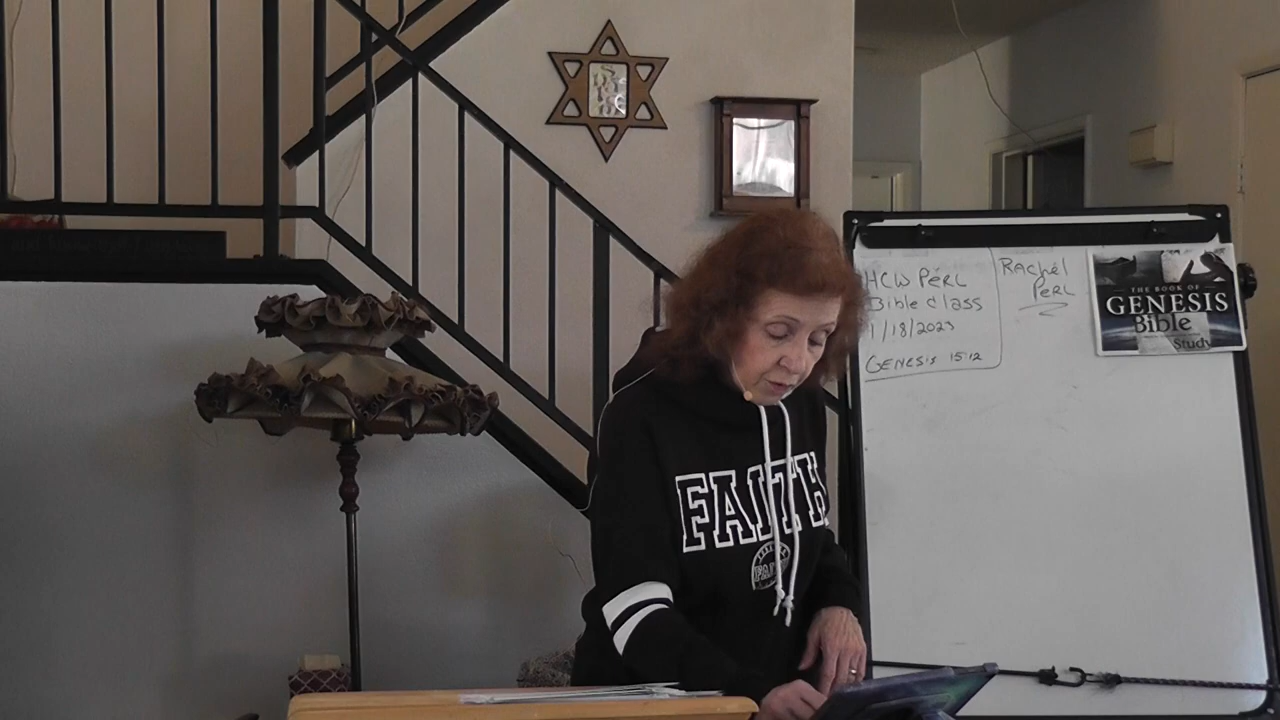 HCW PERL
Bible class
1/18/2023
GENESIS 15:12
RAchel
PeRL
THE BOOK OF
GENESIS
Bible
Study
FAITH